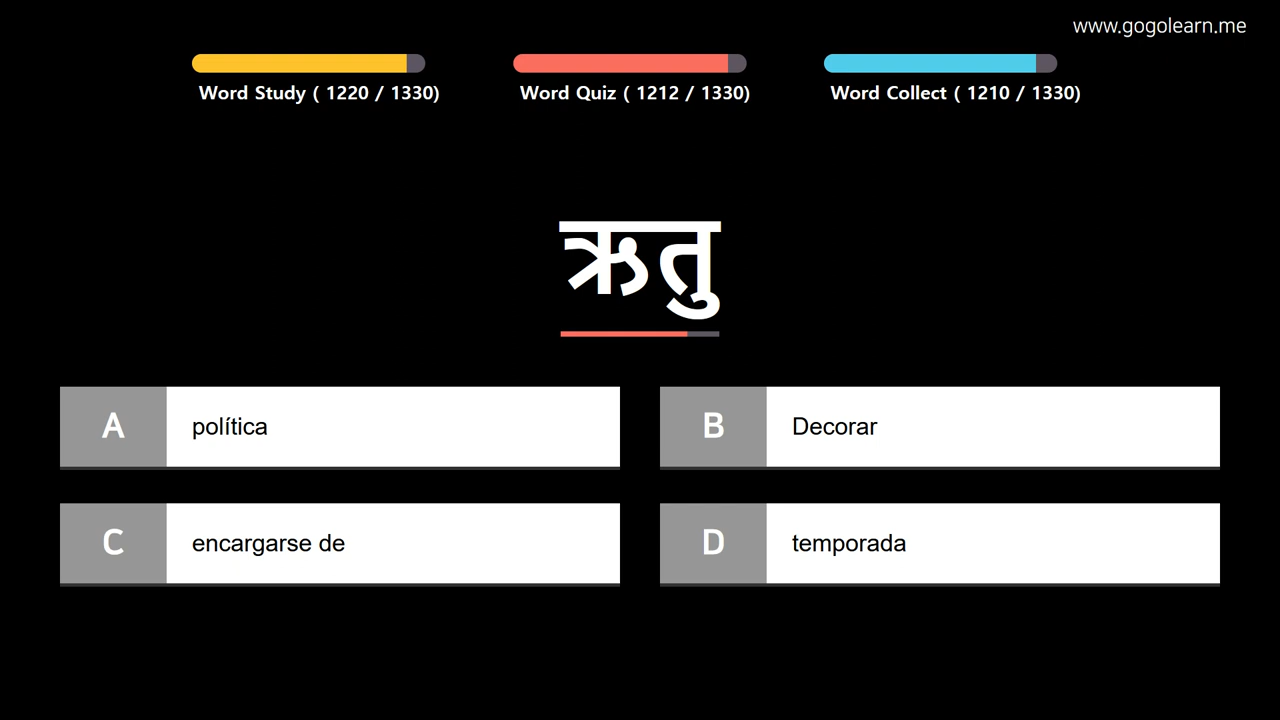 www.gogolearn.me
Word Study ( 1220 / 1330)
Word Quiz ( 1212 / 1330)
Word Collect ( 1210 / 1330)
ऋतु
A política
B Decorar
C encargarse de
D temporada